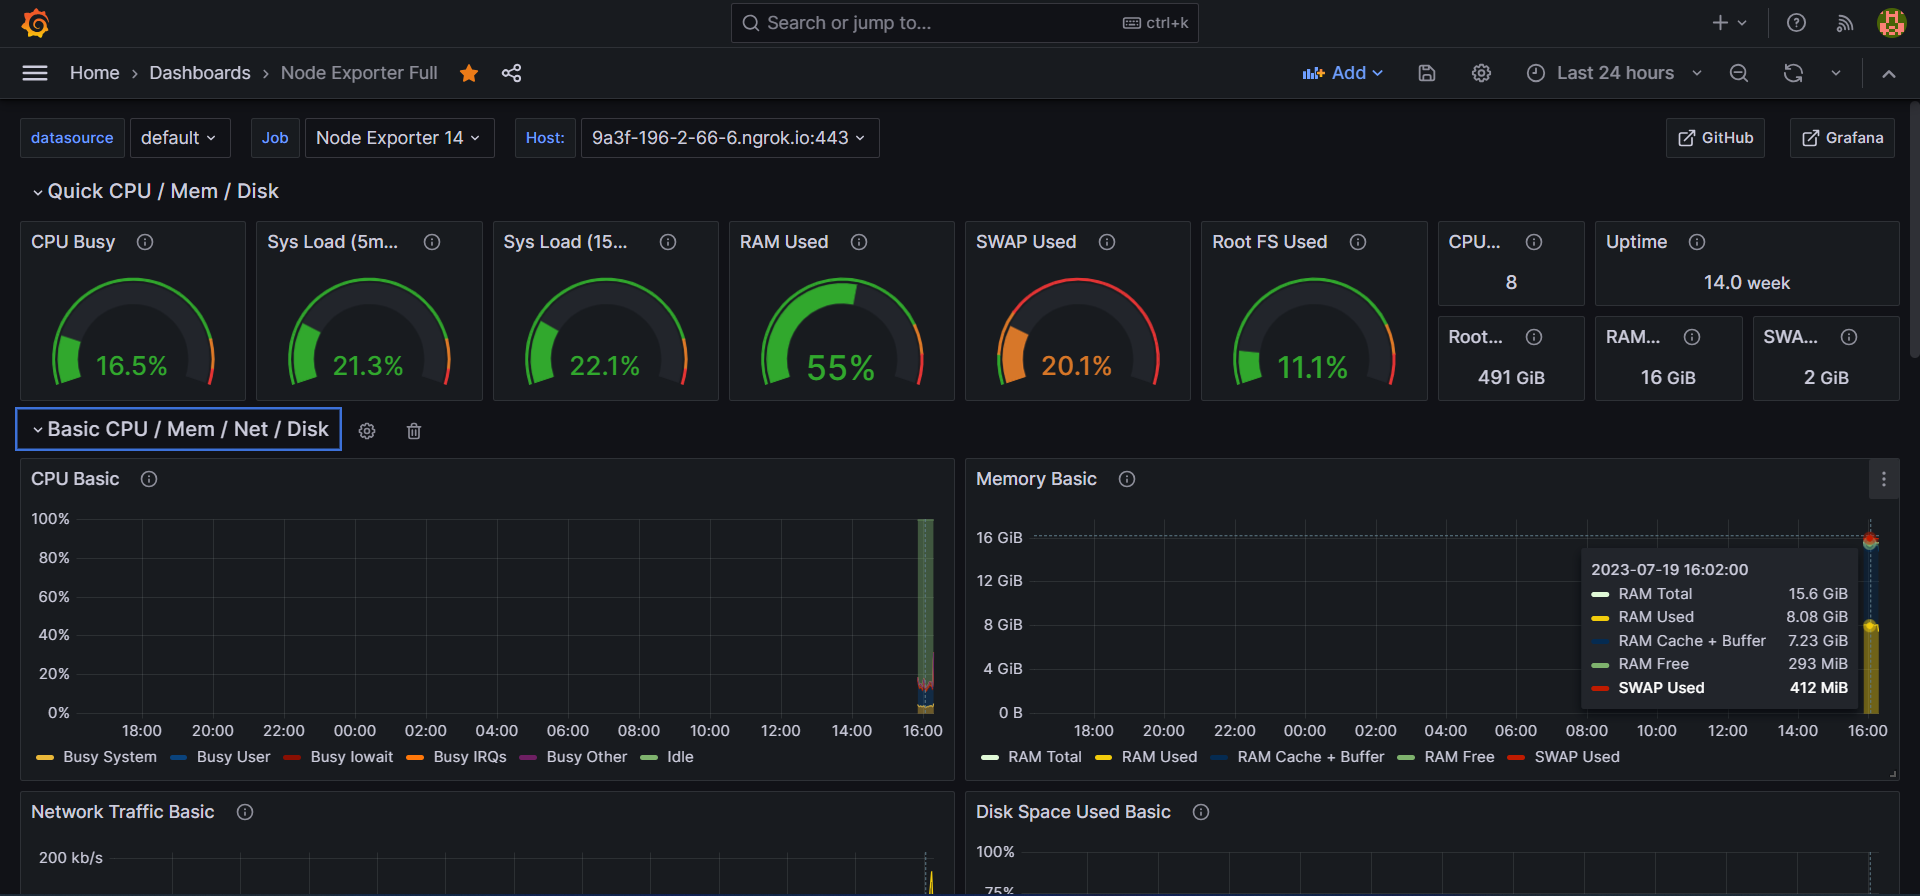 Search or jump to... ctrl+k
Home › Dashboards › Node Exporter Full Add Last 24 hours
datasource default Job Node Exporter 14 Host: 9a3f-196-2-66-6.ngrok.io:443 GitHub Grafana
Quick CPU / Mem / Disk
CPU Busy Sys Load (5m... Sys Load (15... RAM Used SWAP Used Root FS Used CPU... Uptime
8 14.0 week
Root... RAM... SWA...
16.5% 21.3% 22.1% 55% 20.1% 11.1% 491 GiB 16 GiB 2 GiB
Basic CPU / Mem / Net / Disk
CPU Basic
100%
80%
60%
40%
20%
0%
18:00 20:00 22:00 00:00 02:00 04:00 06:00 08:00 10:00 12:00 14:00 16:00
Busy System Busy User Busy Iowait Busy IRQs Busy Other Idle
Memory Basic
16 GiB
12 GiB
8 GiB
4 GiB
0 B
2023-07-19 16:02:00
RAM Total 15.6 GiB
RAM Used 8.08 GiB
RAM Cache + Buffer 7.23 GiB
RAM Free 293 MiB
SWAP Used 412 MiB
18:00 20:00 22:00 00:00 02:00 04:00 06:00 08:00 10:00 12:00 14:00 16:00
RAM Total RAM Used RAM Cache + Buffer RAM Free SWAP Used
Network Traffic Basic
200 kb/s
Disk Space Used Basic
100%
75%